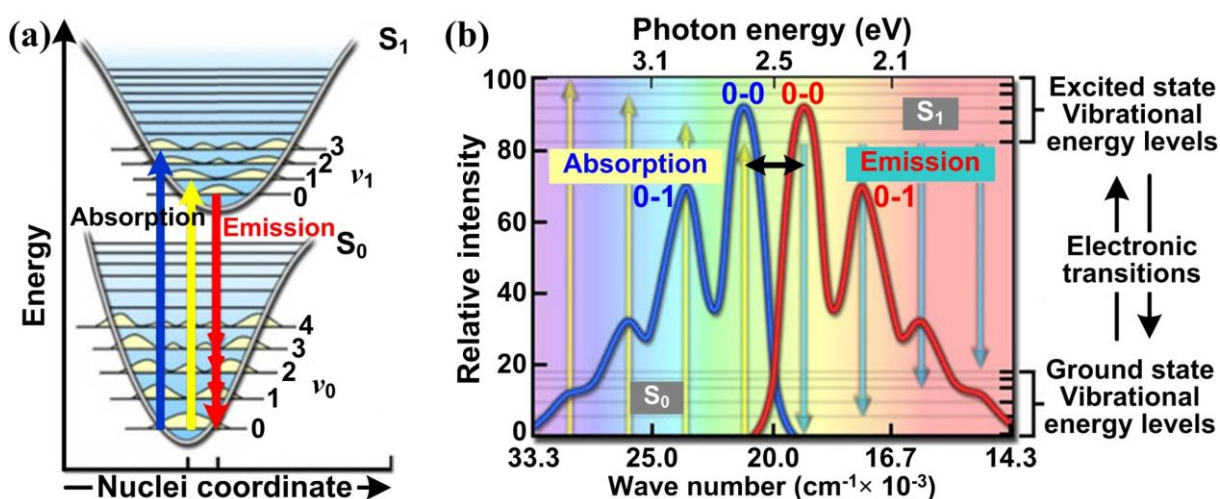 (a)
S1
3
2
1
0
ν1
Absorption
Emission
S0
4
3
2
1
0
ν0
Energy
Nuclei coordinate
(b)
Photon energy (eV)
3.1 2.5 2.1
100
80
60
40
20
0
Relative intensity
0-0 0-0
S1
Absorption
Emission
0-1
0-1
S0
33.3 25.0 20.0 16.7 14.3
Wave number (cm⁻¹× 10⁻³)
Excited state
Vibrational
energy levels
Electronic
transitions
Ground state
Vibrational
energy levels